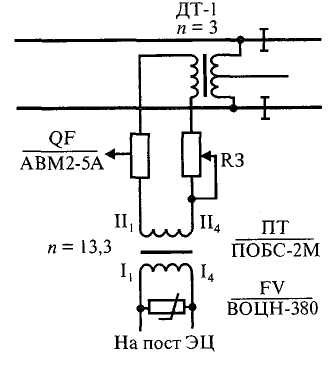 ДТ-1
n = 3
QF
АВМ2-5А
RЗ
II₁
II₄
n = 13,3
ПТ
ПОБС-2М
I₁
I₄
FV
ВОЦН-380
На пост ЭЦ